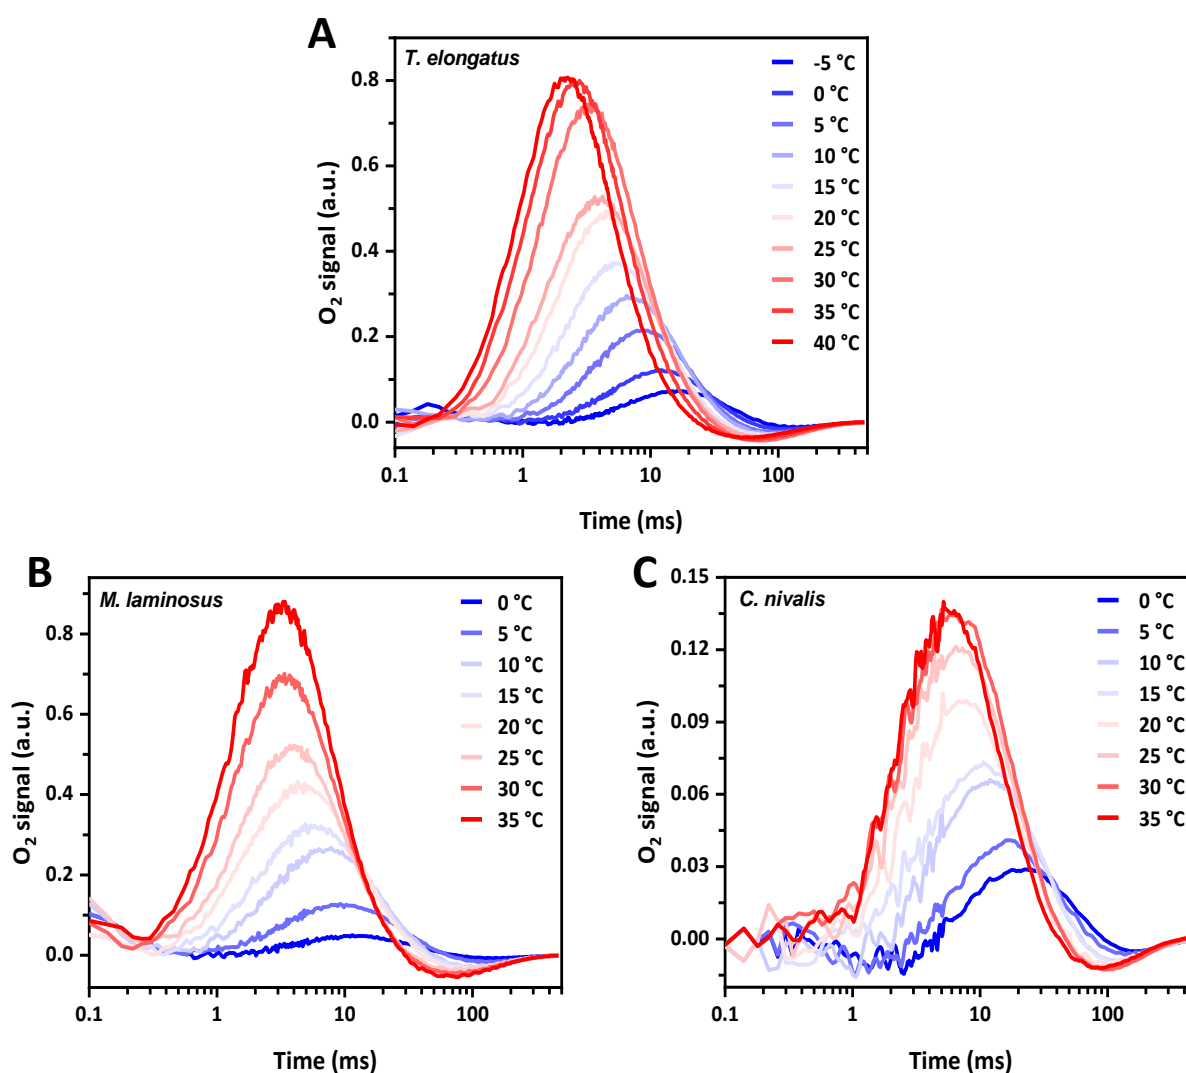 A
T. elongatus
-5 °C
0 °C
5 °C
10 °C
15 °C
20 °C
25 °C
30 °C
35 °C
40 °C
0.8
0.6
0.4
0.2
0.0
O₂ signal (a.u.)
0.1 1 10 100
Time (ms)
B
M. laminosus
0 °C
5 °C
10 °C
15 °C
20 °C
25 °C
30 °C
35 °C
0.8
0.6
0.4
0.2
0.0
O₂ signal (a.u.)
0.1 1 10 100
Time (ms)
C
C. nivalis
0 °C
5 °C
10 °C
15 °C
20 °C
25 °C
30 °C
35 °C
0.15
0.12
0.09
0.06
0.03
0.00
O₂ signal (a.u.)
0.1 1 10 100
Time (ms)